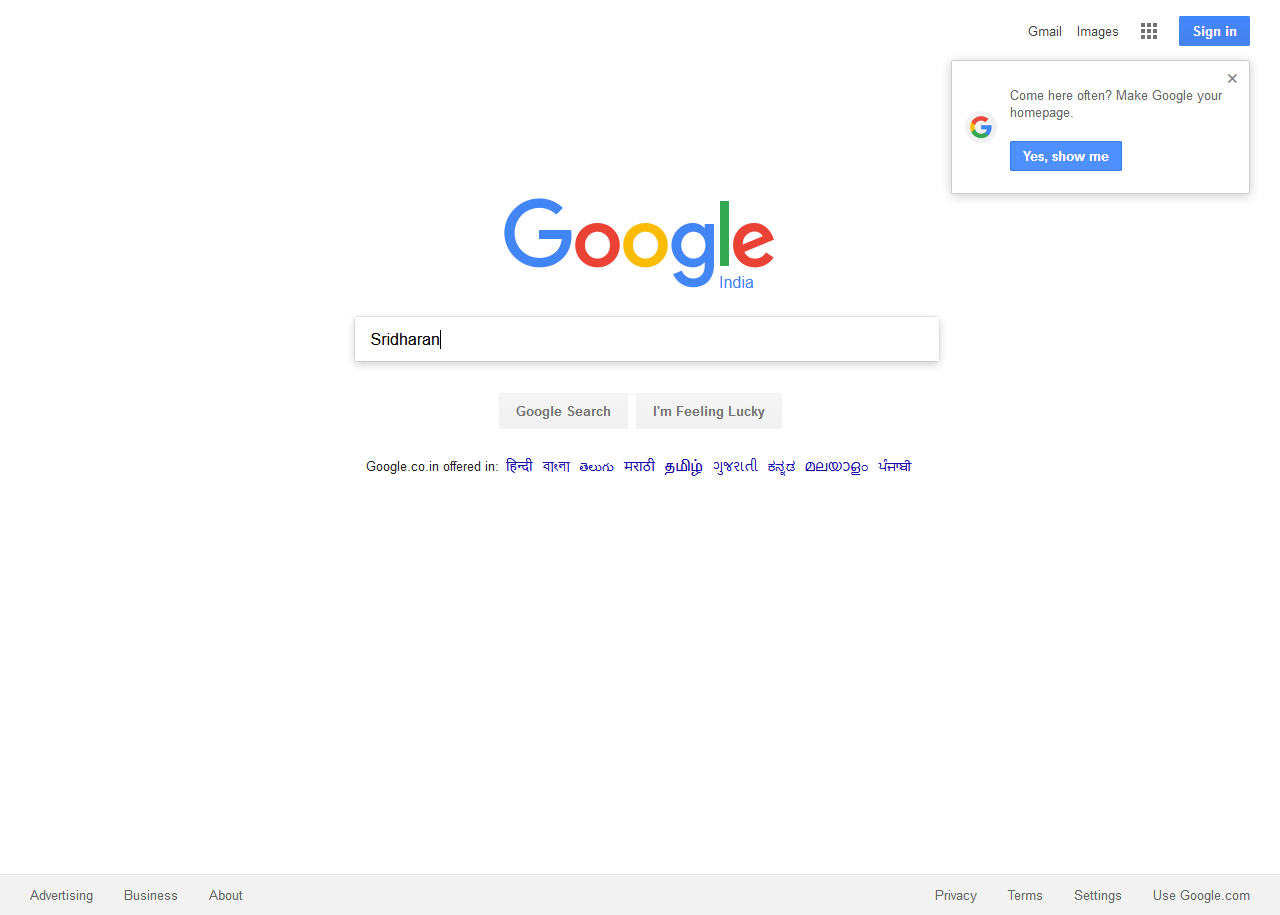 Gmail Images Sign in
Come here often? Make Google your
homepage.
Yes, show me
Google
India
Sridharan
Google Search I'm Feeling Lucky
Google.co.in offered in: हिन्दी বাংলা తెలుగు मराठी தமிழ் ગુજરાતી ಕನ್ನಡ മലയാളം ਪੰਜਾਬੀ
Advertising Business About Privacy Terms Settings Use Google.com